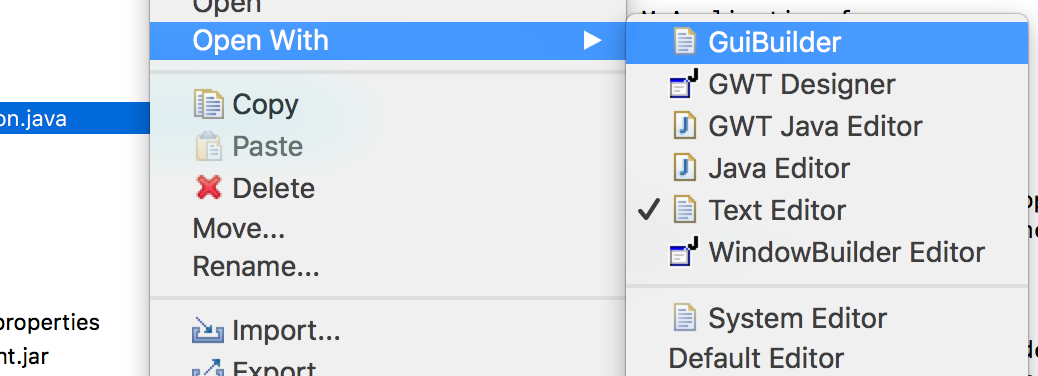 Open
Open With
Copy
Paste
Delete
Move...
Rename...
Import...
Export
GuiBuilder
GWT Designer
GWT Java Editor
Java Editor
Text Editor
WindowBuilder Editor
System Editor
Default Editor
on.java
properties
nt.jar